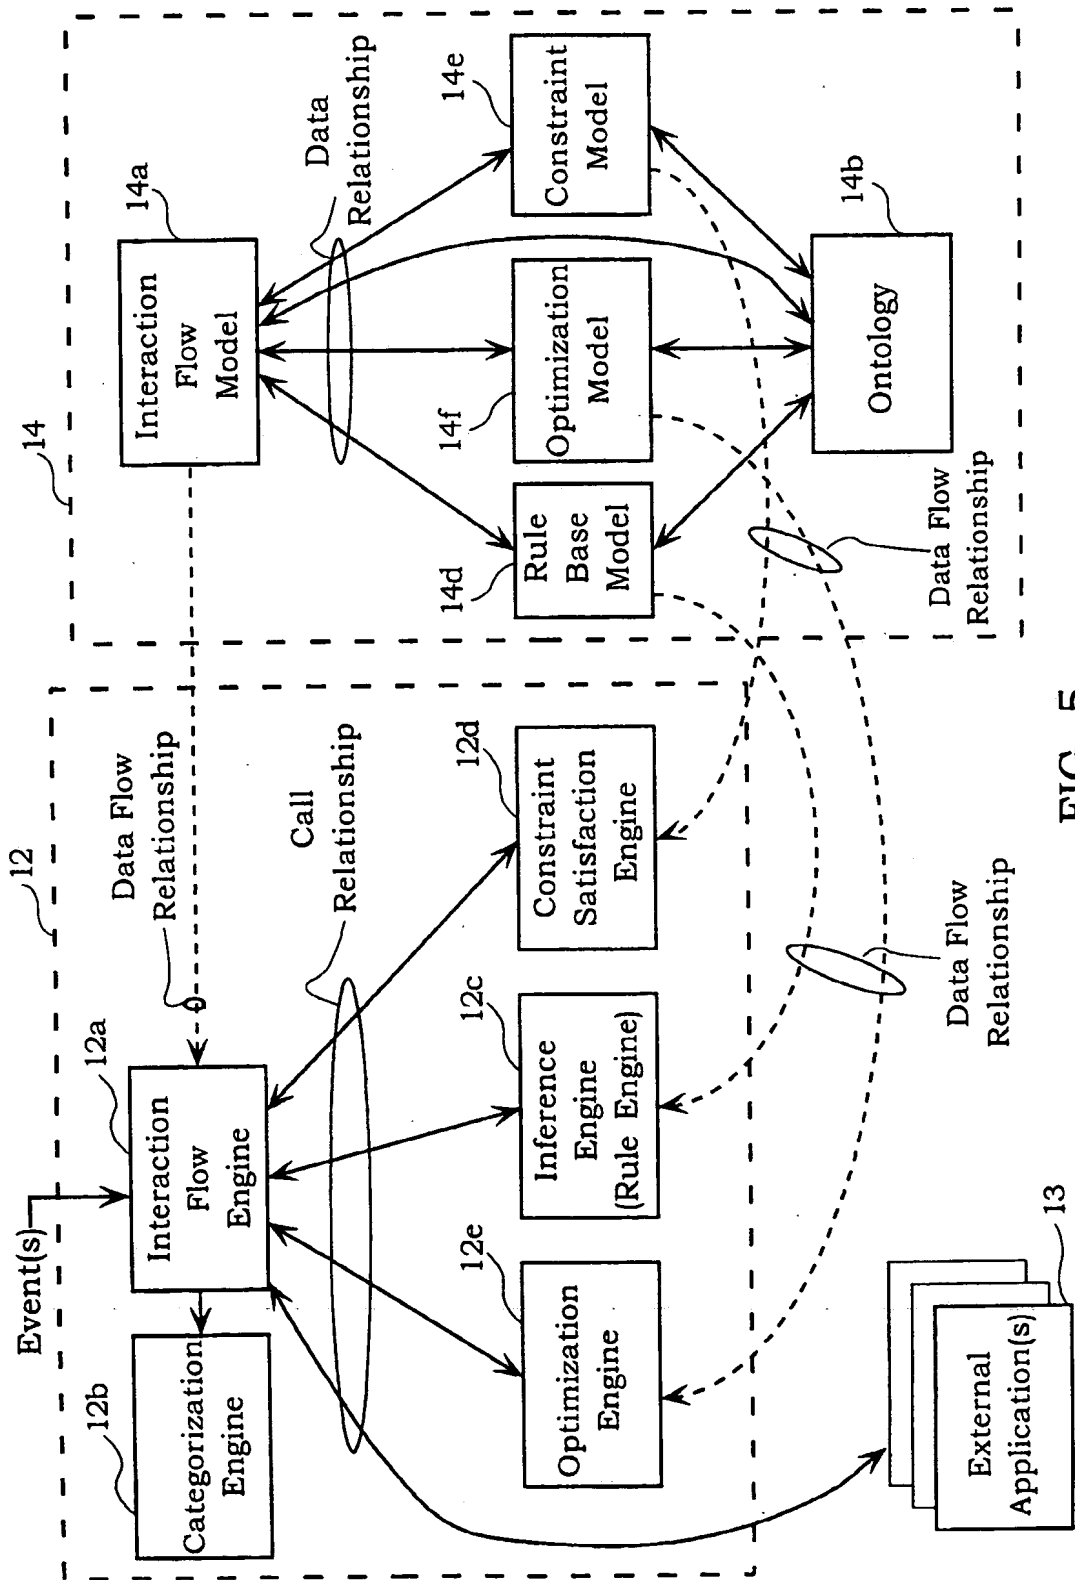 14
Interaction
Flow
Model
14a
Data
Relationship
Rule
Base
Model
14d
Optimization
Model
14f
Constraint
Model
14e
Ontology
14b
Data Flow
Relationship
12
Data Flow
Relationship
Event(s)
Interaction
Flow
Engine
12a
Categorization
Engine
12b
Call
Relationship
Optimization
Engine
12e
Inference
Engine
(Rule Engine)
12c
Constraint
Satisfaction
Engine
12d
Data Flow
Relationship
External
Application(s)
13
FIG. 5